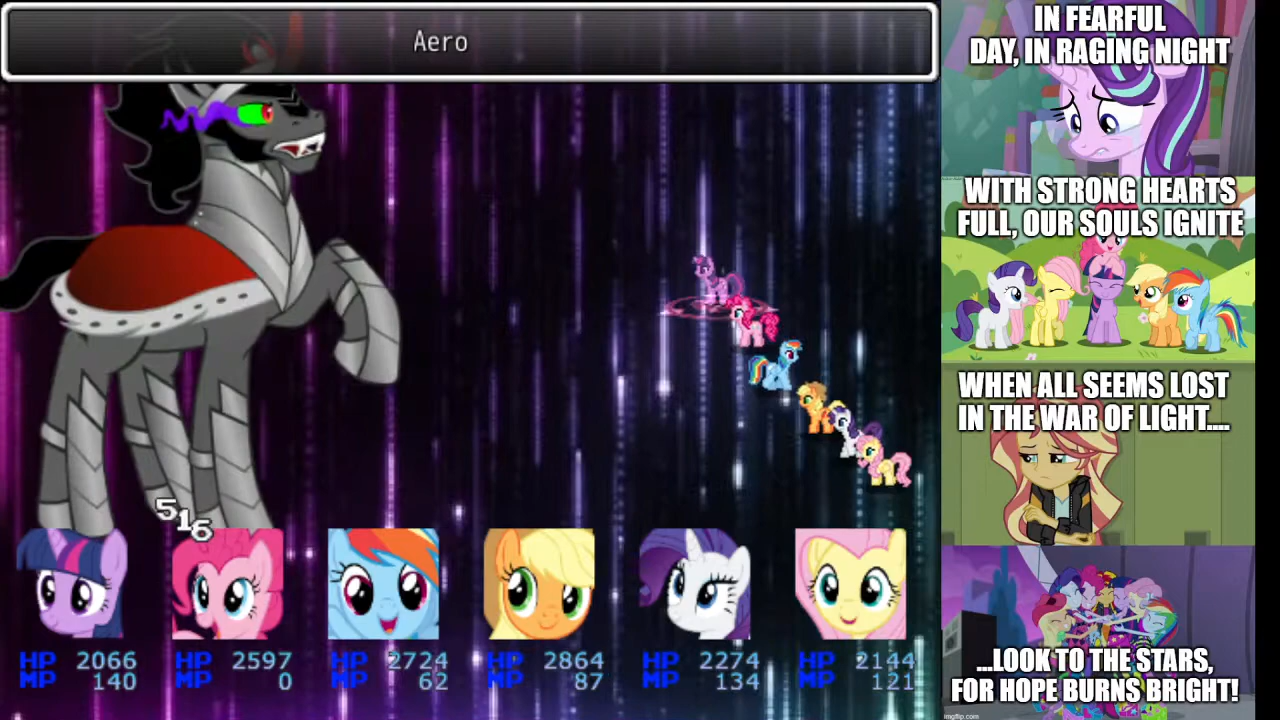 Aero
516
HP 2066 HP 2597 HP 2724 HP 2864 HP 2274 HP 2144
MP 140 MP 0 MP 62 MP 87 MP 134 MP 121
IN FEARFUL
DAY, IN RAGING NIGHT
WITH STRONG HEARTS
FULL, OUR SOULS IGNITE
WHEN ALL SEEMS LOST
IN THE WAR OF LIGHT....
...LOOK TO THE STARS,
FOR HOPE BURNS BRIGHT!
imgflip.com